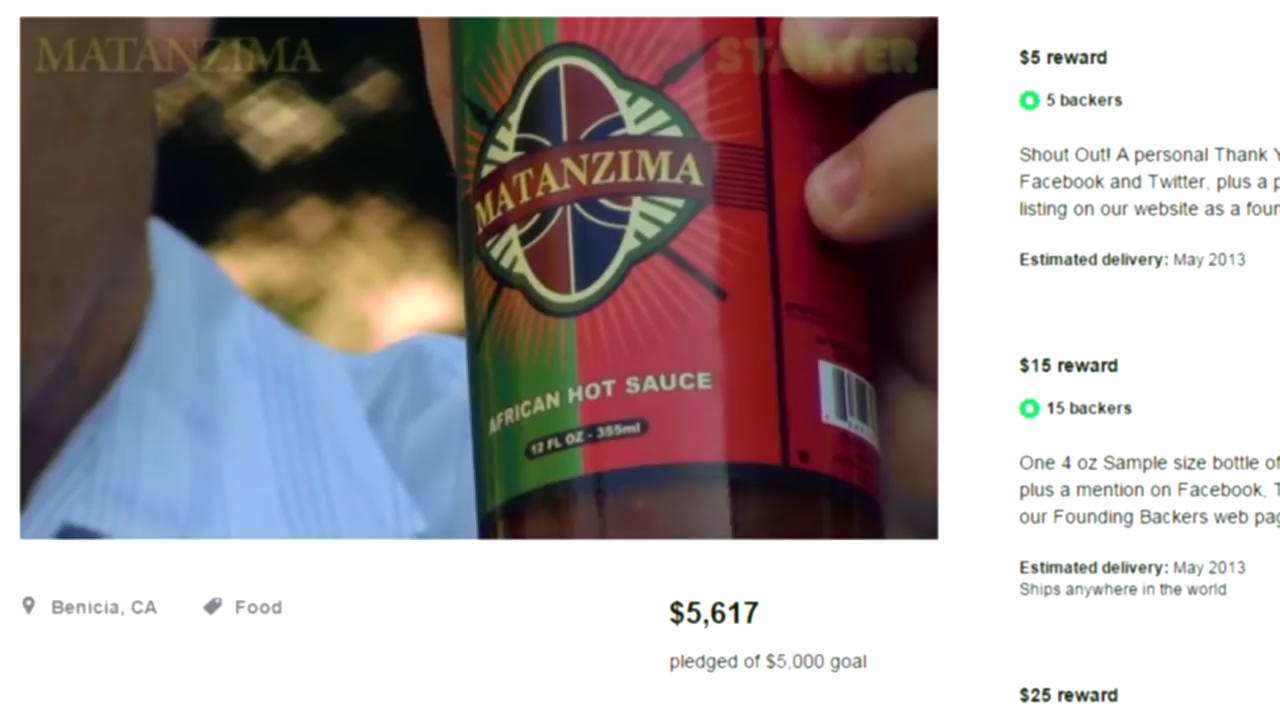 MATANZIMA
STARTER
MATANZIMA
AFRICAN HOT SAUCE
12 FL OZ - 355ml
Benicia, CA
Food
$5,617
pledged of $5,000 goal
$5 reward
5 backers
Shout Out! A personal Thank
Facebook and Twitter, plus a
listing on our website as a
Estimated delivery: May 2013
$15 reward
15 backers
One 4 oz Sample size bottle of
plus a mention on Facebook,
our Founding Backers web
Estimated delivery: May 2013
Ships anywhere in the world
$25 reward